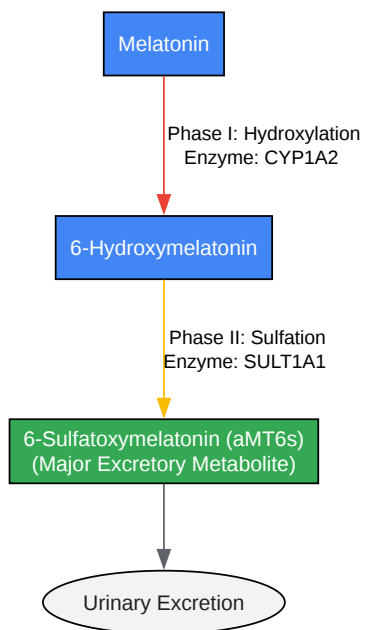 Melatonin
Phase I: Hydroxylation
Enzyme: CYP1A2
6-Hydroxymelatonin
Phase II: Sulfation
Enzyme: SULT1A1
6-Sulfatoxymelatonin (aMT6s)
(Major Excretory Metabolite)
Urinary Excretion